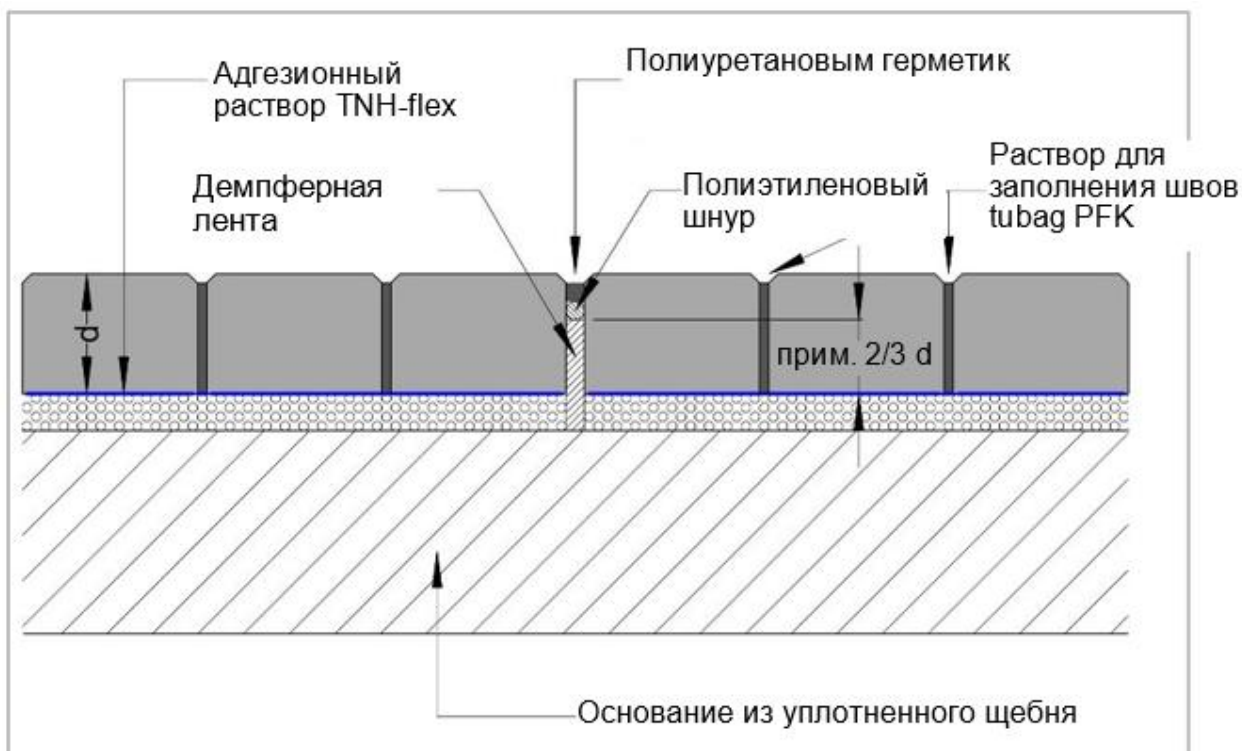 Адгезионный
раствор TNH-flex
Полиуретановым герметик
Демпферная
лента
Полиэтиленовый
шнур
Раствор для
заполнения швов
tubag PFK
d
прим. 2/3 d
Основание из уплотненного щебня